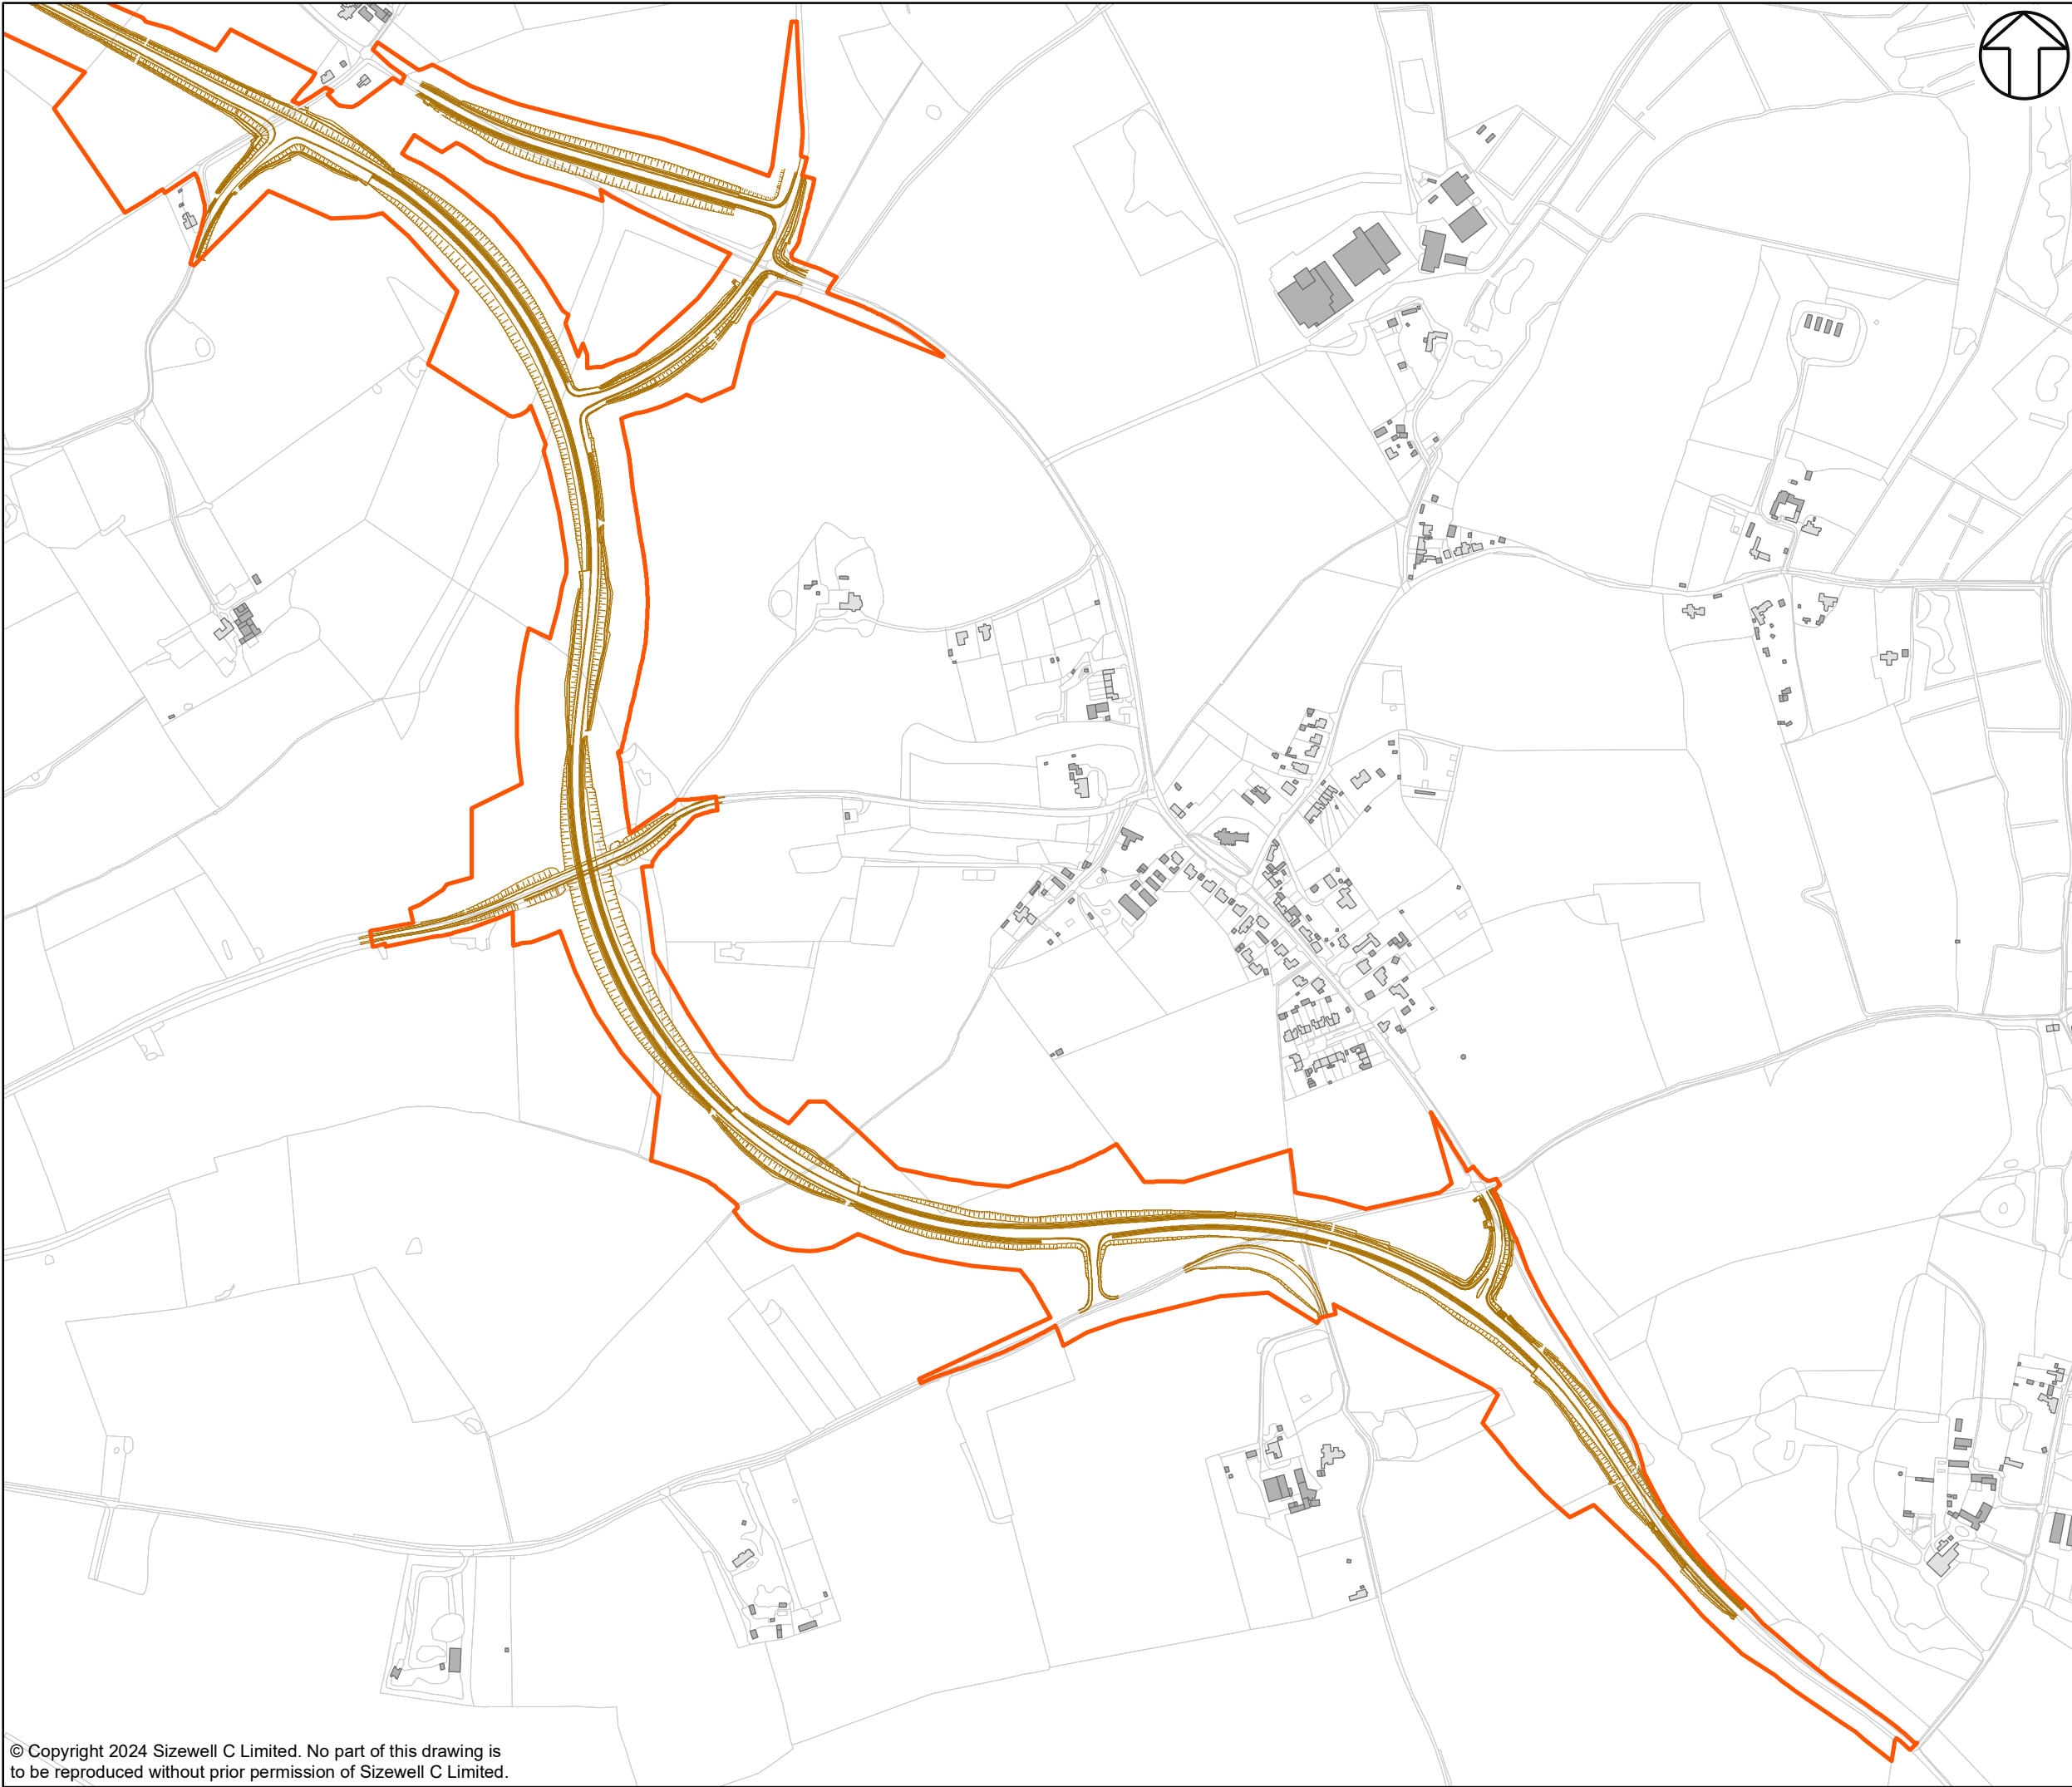 © Copyright 2024 Sizewell C Limited. No part of this drawing is
to be reproduced without prior permission of Sizewell C Limited.